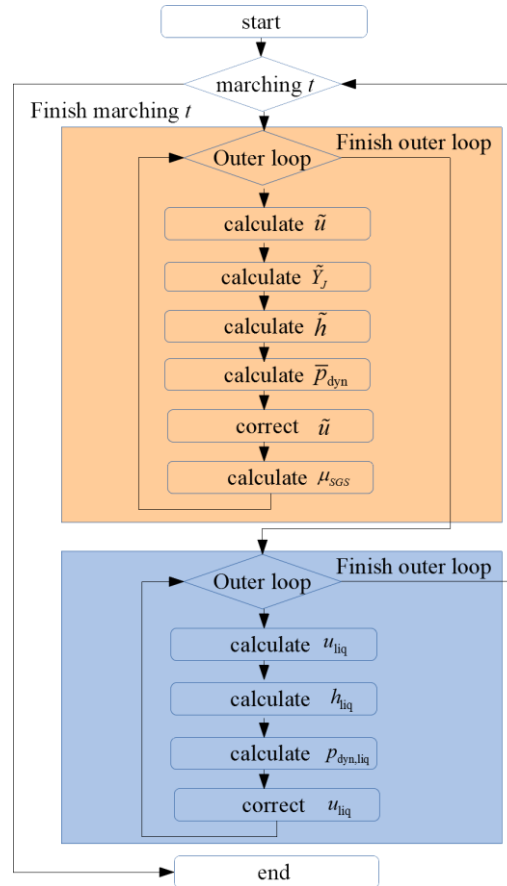 start
marching t
Finish marching t
Outer loop
Finish outer loop
calculate ũ
calculate Ỹ_J
calculate h̃
calculate p̅_dyn
correct ũ
calculate μ_SGS
Outer loop
Finish outer loop
calculate u_liq
calculate h_liq
calculate p_dyn,liq
correct u_liq
end